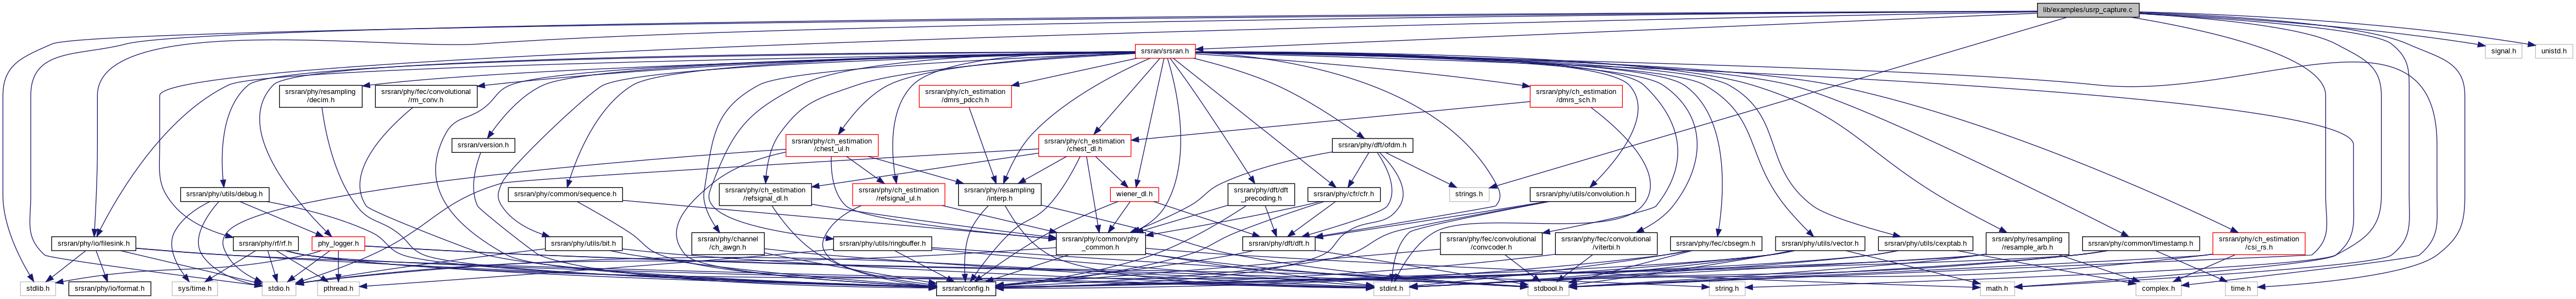 lib/examples/usrp_capture.c
srsran/srsran.h
signal.h
unistd.h
srsran/phy/resampling
/decim.h
srsran/phy/fec/convolutional
/rm_conv.h
srsran/phy/ch_estimation
/dmrs_pdcch.h
srsran/phy/ch_estimation
/dmrs_sch.h
srsran/version.h
srsran/phy/ch_estimation
/chest_ul.h
srsran/phy/ch_estimation
/chest_dl.h
srsran/phy/dft/ofdm.h
srsran/phy/utils/debug.h
srsran/phy/common/sequence.h
srsran/phy/ch_estimation
/refsignal_dl.h
srsran/phy/ch_estimation
/refsignal_ul.h
srsran/phy/resampling
/interp.h
wiener_dl.h
srsran/phy/dft/dft
_precoding.h
srsran/phy/cfr/cfr.h
strings.h
srsran/phy/utils/convolution.h
srsran/phy/io/filesink.h
srsran/phy/rf/rf.h
phy_logger.h
srsran/phy/utils/bit.h
srsran/phy/channel
/ch_awgn.h
srsran/phy/utils/ringbuffer.h
srsran/phy/common/phy
_common.h
srsran/phy/dft/dft.h
srsran/phy/fec/convolutional
/convcoder.h
srsran/phy/fec/convolutional
/viterbi.h
srsran/phy/fec/cbsegm.h
srsran/phy/utils/vector.h
srsran/phy/utils/cexptab.h
srsran/phy/resampling
/resample_arb.h
srsran/phy/common/timestamp.h
srsran/phy/ch_estimation
/csi_rs.h
stdlib.h
srsran/phy/io/format.h
sys/time.h
stdio.h
pthread.h
srsran/config.h
stdint.h
stdbool.h
string.h
math.h
complex.h
time.h